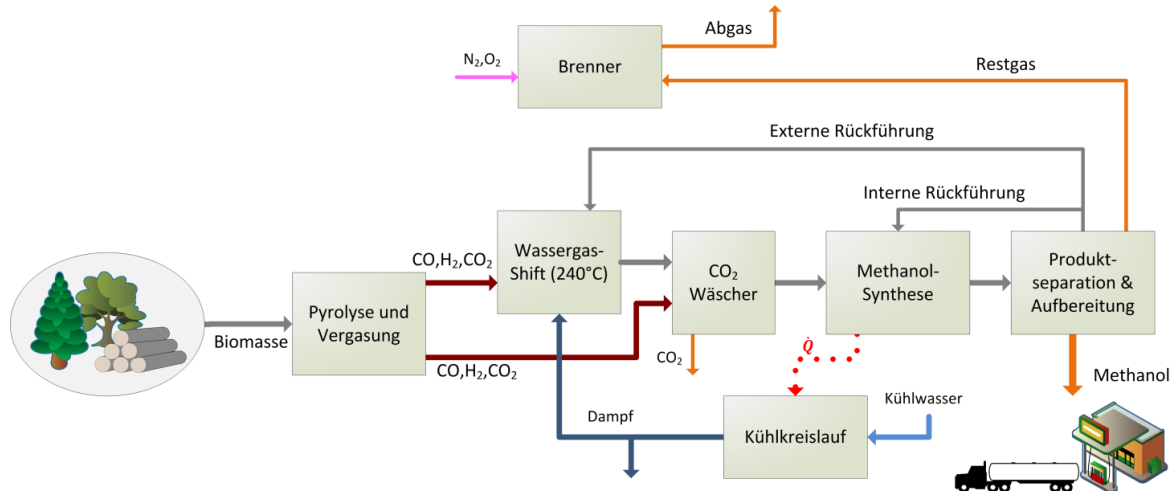 Abgas
N₂,O₂
Brenner
Restgas
Externe Rückführung
Interne Rückführung
Wassergas-
Shift (240°C)
CO,H₂,CO₂
CO₂
Wäscher
Methanol-
Synthese
Produkt-
separation &
Aufbereitung
Pyrolyse und
Vergasung
Biomasse
CO,H₂,CO₂
CO₂
Q̇
Methanol
Kühlwasser
Dampf
Kühlkreislauf